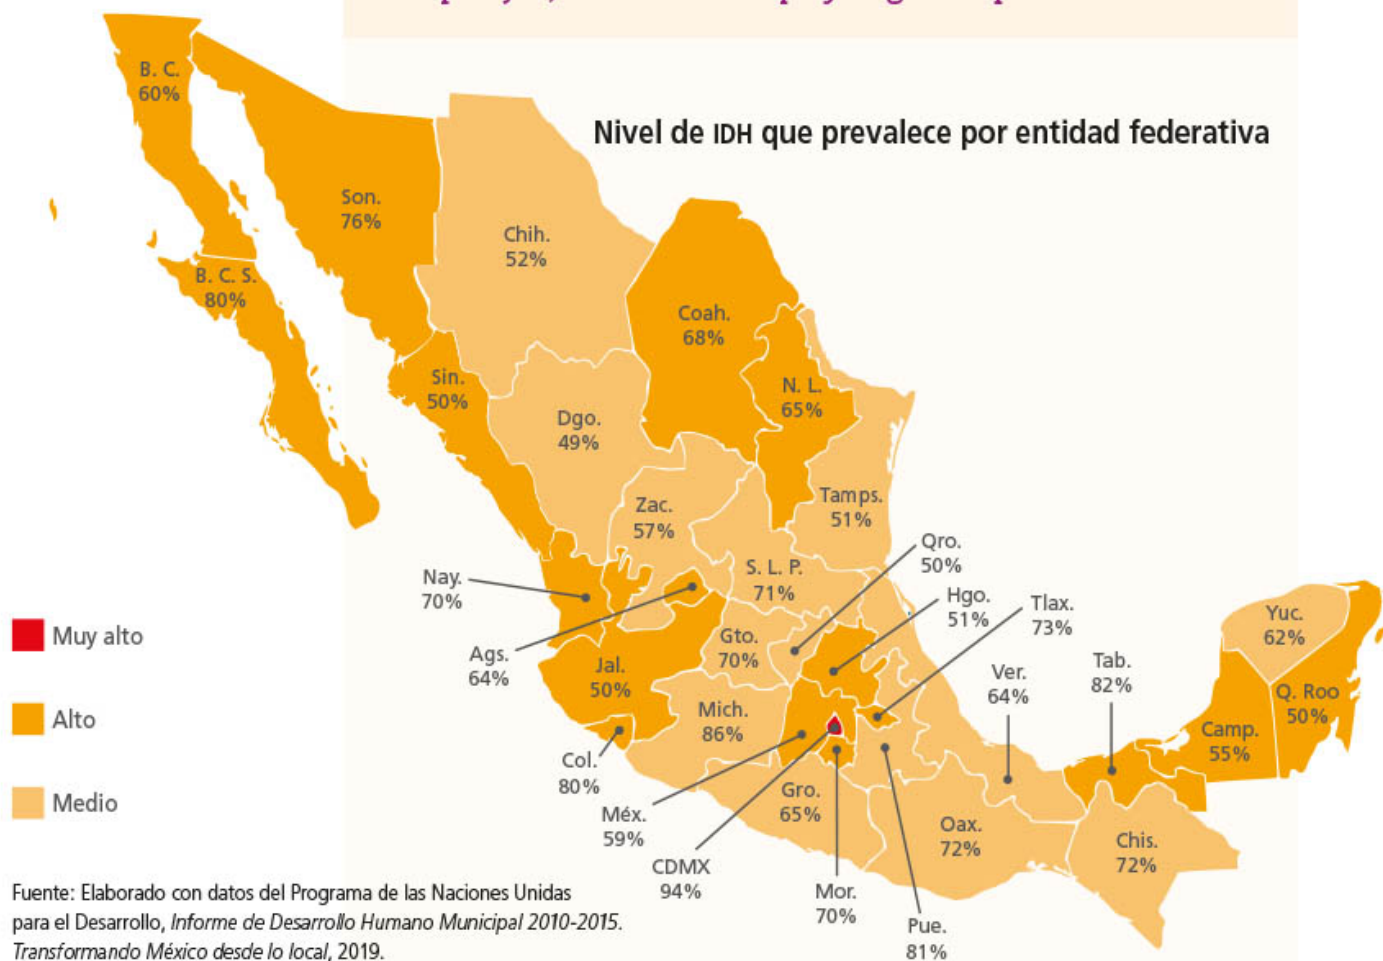 Nivel de IDH que prevalece por entidad federativa
B. C.
60%
Son.
76%
Chih.
52%
B. C. S.
80%
Coah.
68%
Sin.
50%
N. L.
65%
Dgo.
49%
Zac.
57%
Tamps.
51%
Qro.
50%
S. L. P.
71%
Nay.
70%
Hgo.
51%
Tlax.
73%
Yuc.
62%
Muy alto
Gto.
70%
Ags.
64%
Jal.
50%
Ver.
64%
Tab.
82%
Q. Roo
50%
Alto
Mich.
86%
Camp.
55%
Col.
80%
Medio
Gro.
65%
Méx.
59%
Oax.
72%
Chis.
72%
CDMX
94%
Mor.
70%
Pue.
81%
Fuente: Elaborado con datos del Programa de las Naciones Unidas
para el Desarrollo, Informe de Desarrollo Humano Municipal 2010-2015.
Transformando México desde lo local, 2019.